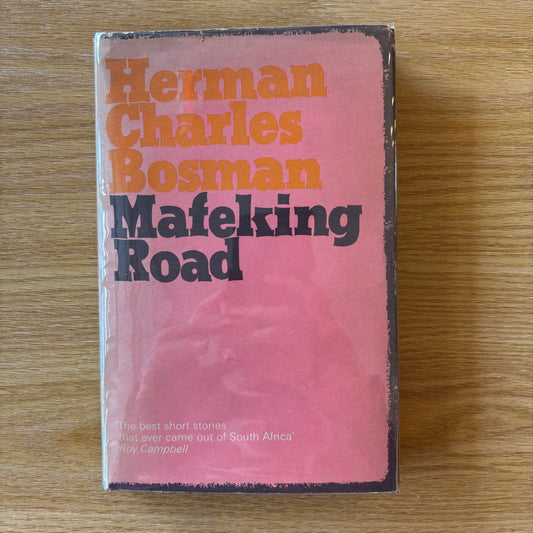 Herman
Charles
Bosman
Mafeking
Road
'The best short stories
that ever came out of South Africa'
Roy Campbell